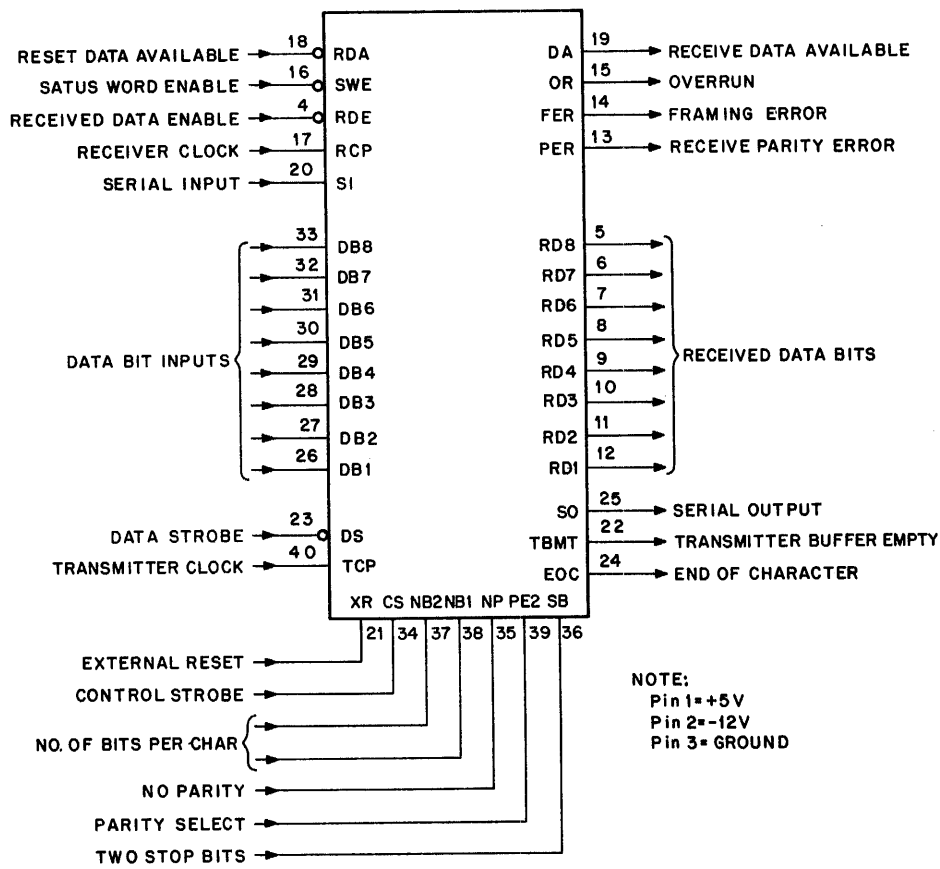 RESET DATA AVAILABLE 18 RDA
SATUS WORD ENABLE 16 SWE
RECEIVED DATA ENABLE 4 RDE
RECEIVER CLOCK 17 RCP
SERIAL INPUT 20 SI
DA 19 RECEIVE DATA AVAILABLE
OR 15 OVERRUN
FER 14 FRAMING ERROR
PER 13 RECEIVE PARITY ERROR
DATA BIT INPUTS
33 DB8
32 DB7
31 DB6
30 DB5
29 DB4
28 DB3
27 DB2
26 DB1
RD8 5
RD7 6
RD6 7
RD5 8
RD4 9
RD3 10
RD2 11
RD1 12
RECEIVED DATA BITS
DATA STROBE 23 DS
TRANSMITTER CLOCK 40 TCP
SO 25 SERIAL OUTPUT
TBMT 22 TRANSMITTER BUFFER EMPTY
EOC 24 END OF CHARACTER
XR CS NB2 NB1 NP PE2 SB
21 34 37 38 35 39 36
EXTERNAL RESET
CONTROL STROBE
NO. OF BITS PER CHAR
NO PARITY
PARITY SELECT
TWO STOP BITS
NOTE:
Pin 1=+5V
Pin 2=-12V
Pin 3=GROUND